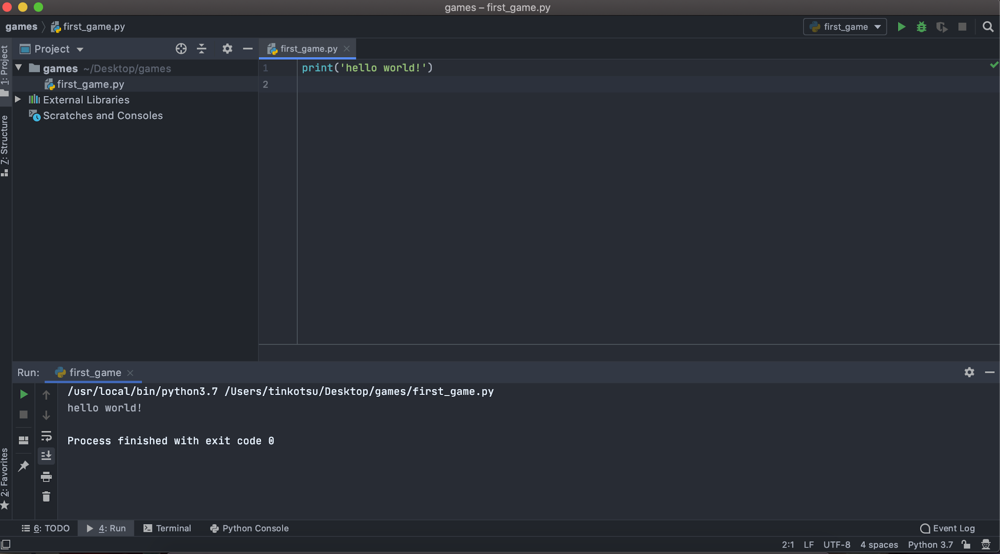 games – first_game.py
games first_game.py
first_game
Project
first_game.py
1: Project
games ~/Desktop/games
first_game.py
External Libraries
Scratches and Consoles
Z: Structure
1 print('hello world!')
2
Run: first_game
/usr/local/bin/python3.7 /Users/tinkotsu/Desktop/games/first_game.py
hello world!
Process finished with exit code 0
2: Favorites
6: TODO
4: Run
Terminal
Python Console
Event Log
2:1 LF UTF-8 4 spaces Python 3.7